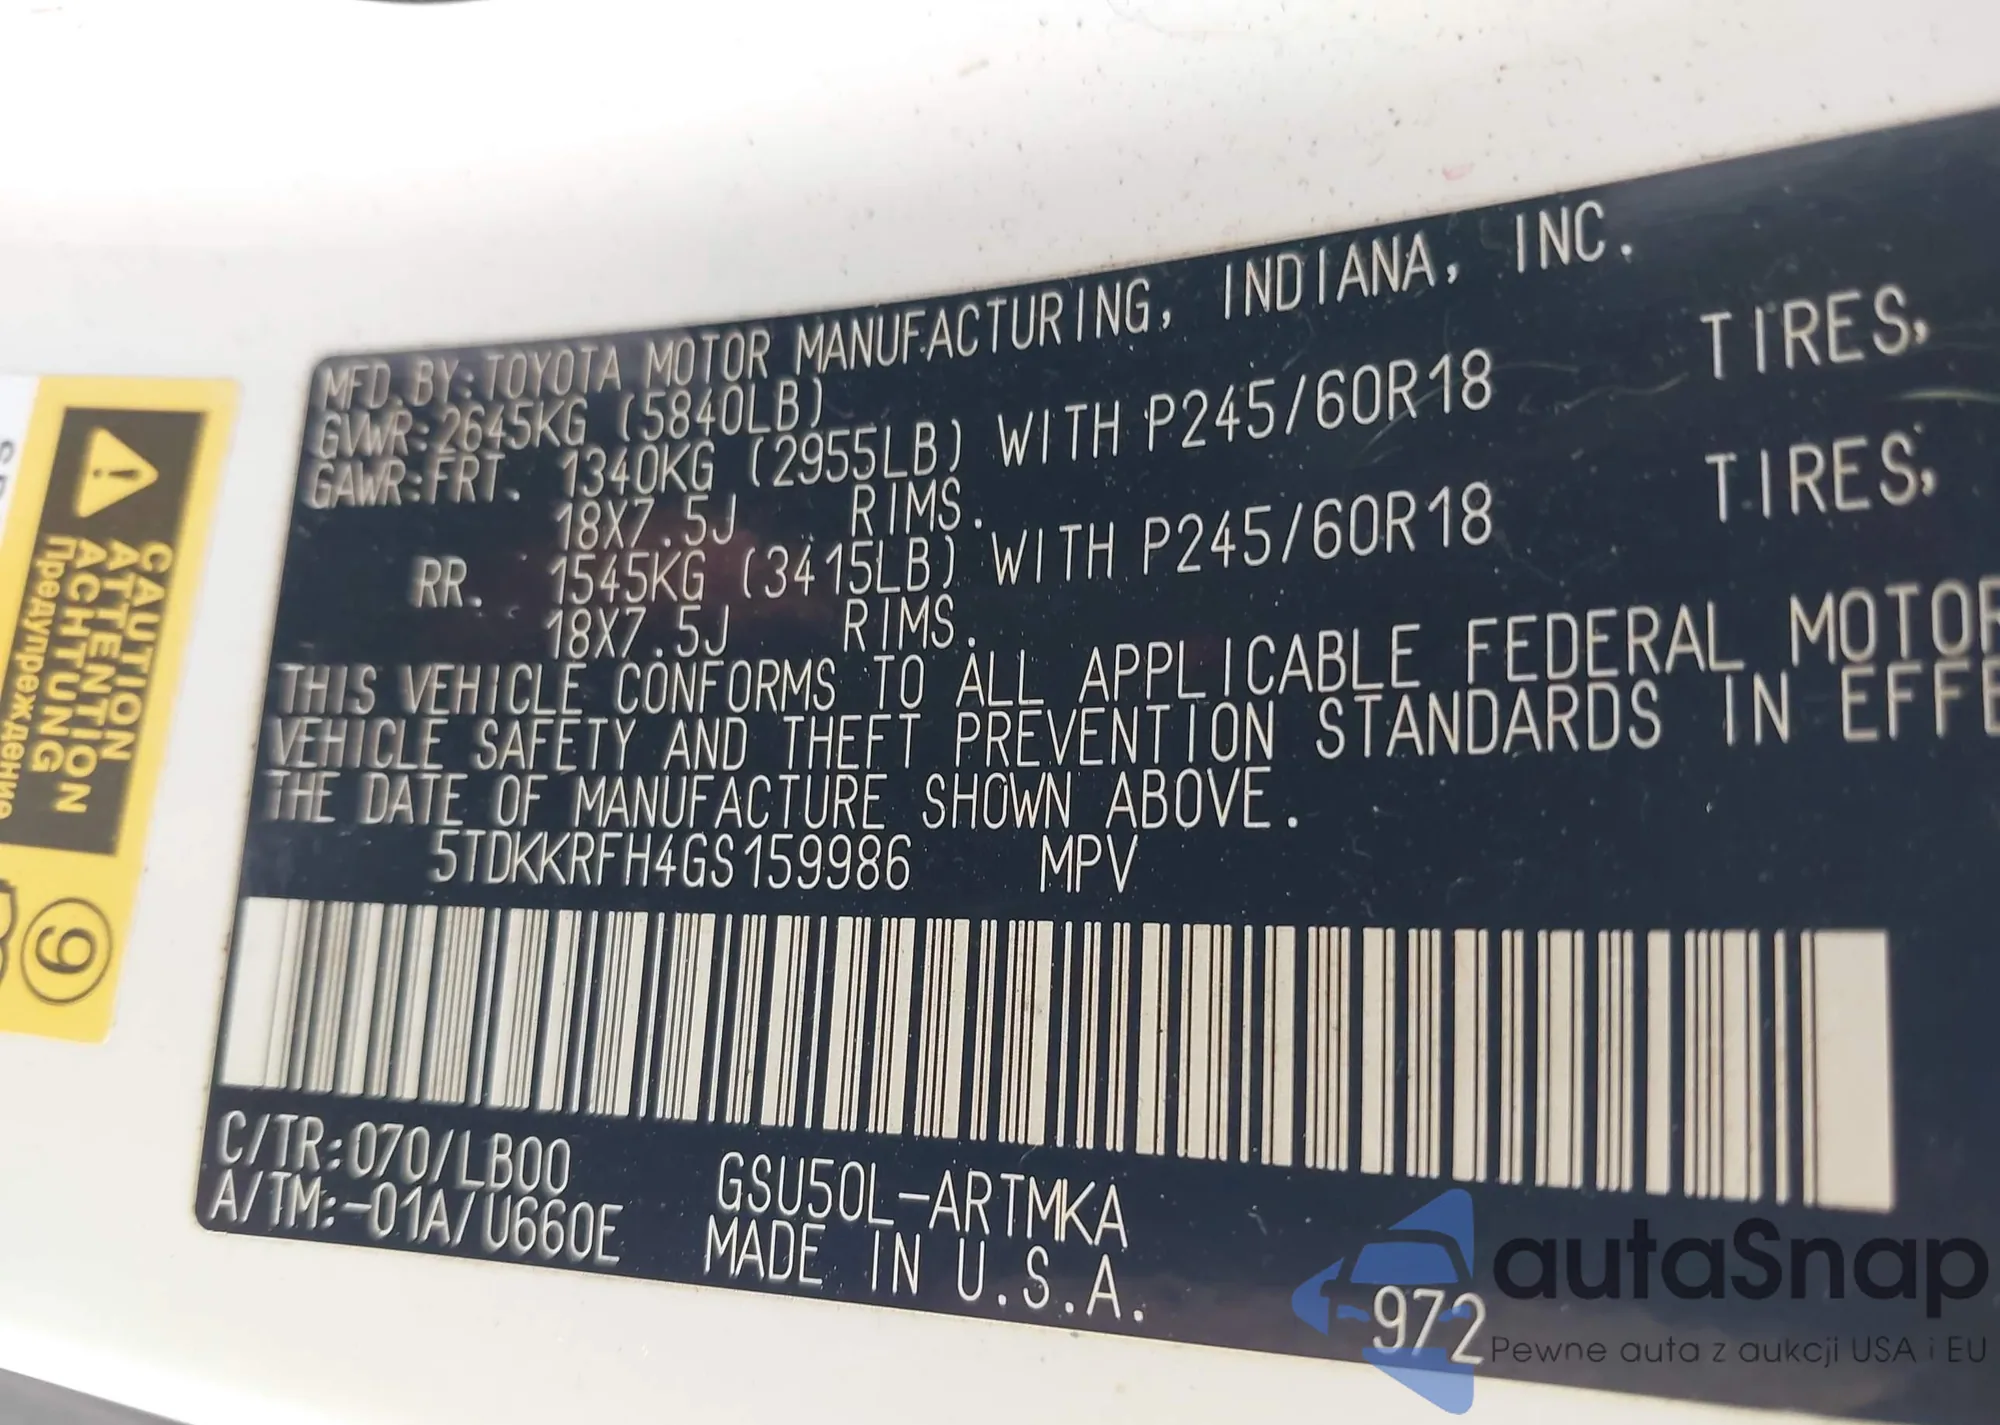 MFD. BY: TOYOTA MOTOR MANUFACTURING, INDIANA, INC.
GVWR: 2645KG (5840LB)
GAWR: FRT. 1340KG (2955LB) WITH P245/60R18 TIRES,
18X7.5J RIMS.
RR. 1545KG (3415LB) WITH P245/60R18 TIRES,
18X7.5J RIMS.
THIS VEHICLE CONFORMS TO ALL APPLICABLE FEDERAL MOTOR
VEHICLE SAFETY AND THEFT PREVENTION STANDARDS IN EFFE
THE DATE OF MANUFACTURE SHOWN ABOVE.
5TDKKRFH4GS159986 MPV
C/TR: 070/LB00 GSU50L-ARTMKA
A/TM:-01A/U660E MADE IN U.S.A.
972
CAUTION
ATTENTION
ACHTUNG
Предупреждение
autaSnap
Pewne auta z aukcji USA i EU